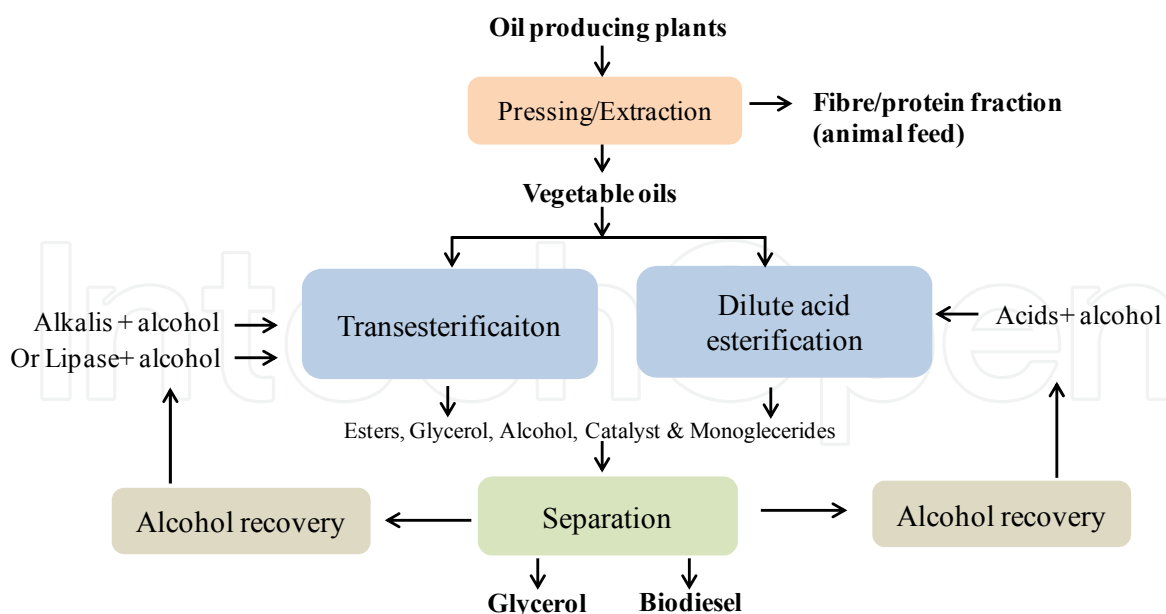 Oil producing plants
Pressing/Extraction
Fibre/protein fraction
(animal feed)
Vegetable oils
Alkalis + alcohol
Or Lipase+ alcohol
Transesterificaiton
Dilute acid
esterification
Acids+ alcohol
Esters, Glycerol, Alcohol, Catalyst & Monoglecerides
Alcohol recovery
Separation
Alcohol recovery
Glycerol
Biodiesel
IntechOpen